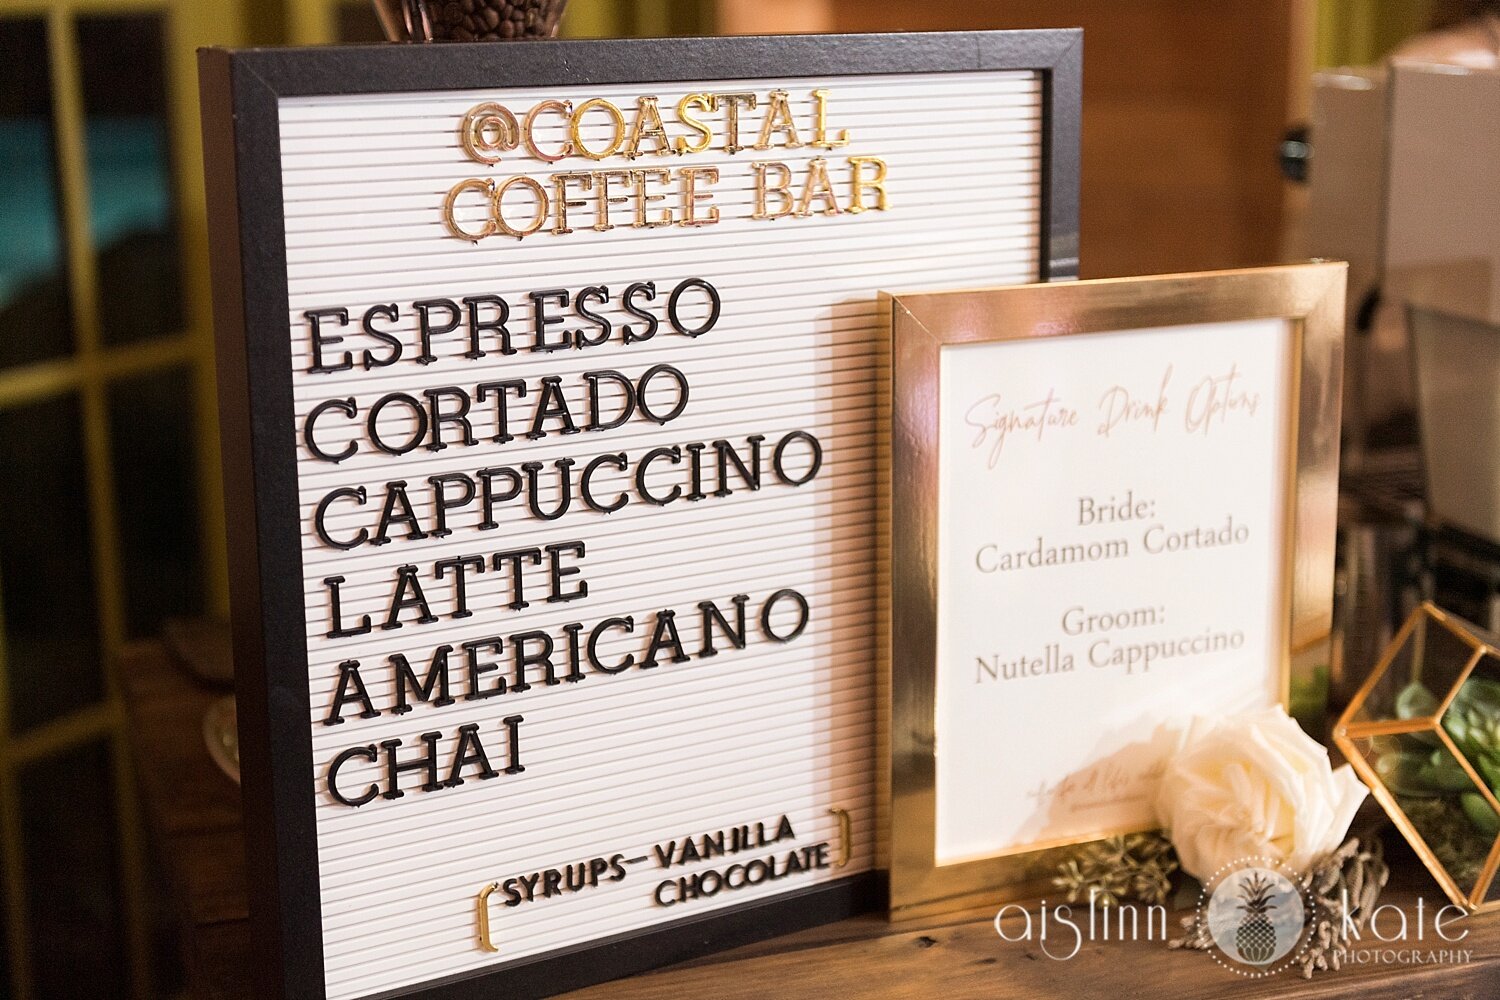 @COASTAL
COFFEE BAR
ESPRESSO
CORTADO
CAPPUCCINO
LATTE
AMERICANO
CHAI
[SYRUPS-VANILLA
CHOCOLATE]
Signature Drink Options
Bride:
Cardamom Cortado
Groom:
Nutella Cappuccino
aislinn kate
PHOTOGRAPHY